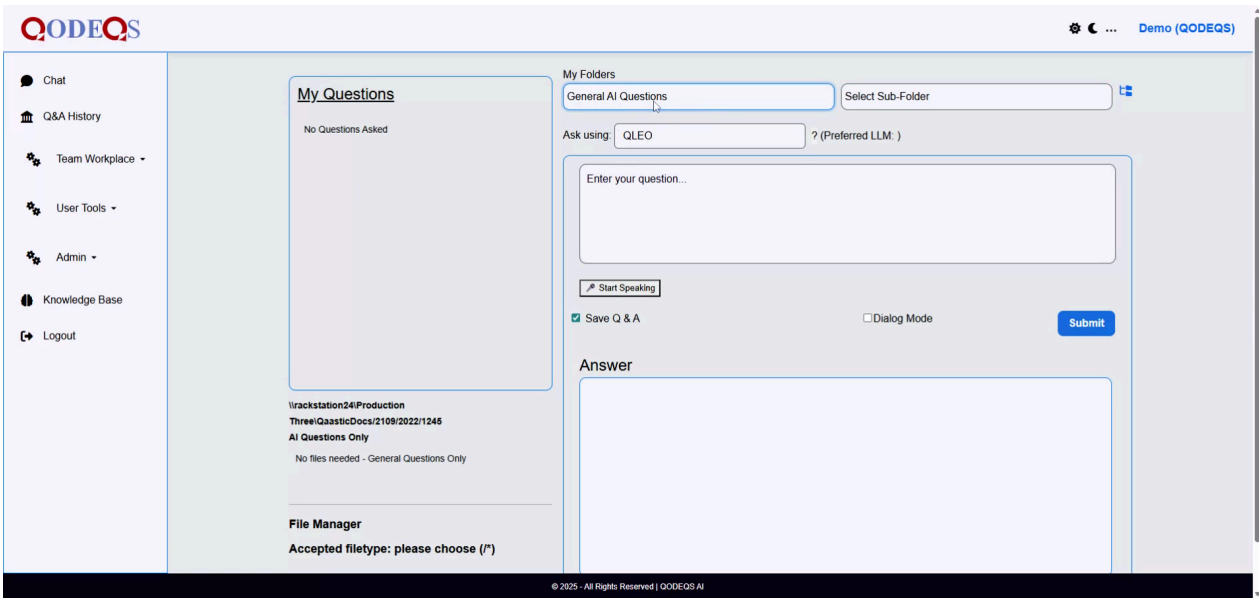 QODEQS
... Demo (QODEQS)
Chat
Q&A History
Team Workplace
User Tools
Admin
Knowledge Base
Logout
My Questions
No Questions Asked
\\rackstation24\Production
Three\QaasticDocs/2109/2022/1245
AI Questions Only
No files needed - General Questions Only
File Manager
Accepted filetype: please choose (/*)
My Folders
General AI Questions Select Sub-Folder
Ask using: QLEO ? (Preferred LLM: )
Enter your question...
Start Speaking
Save Q & A Dialog Mode Submit
Answer
© 2025 - All Rights Reserved | QODEQS AI